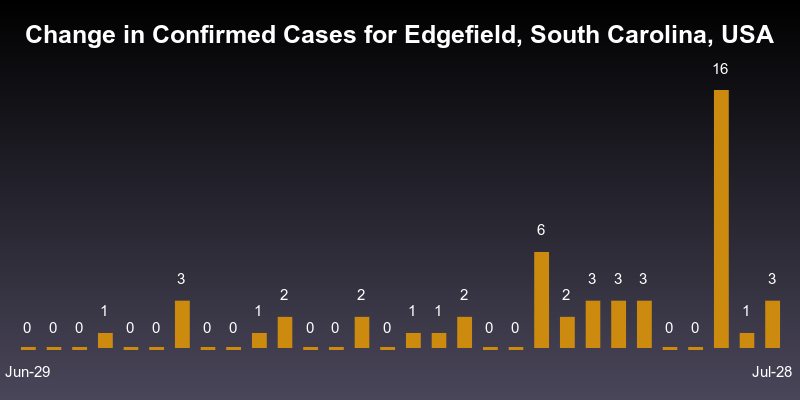 Change in Confirmed Cases for Edgefield, South Carolina, USA
16
6
3 3 3 3 3
2 2 2 2
1 1 1 1 1
0 0 0 0 0 0 0 0 0 0 0 0 0 0 0
Jun-29 Jul-28